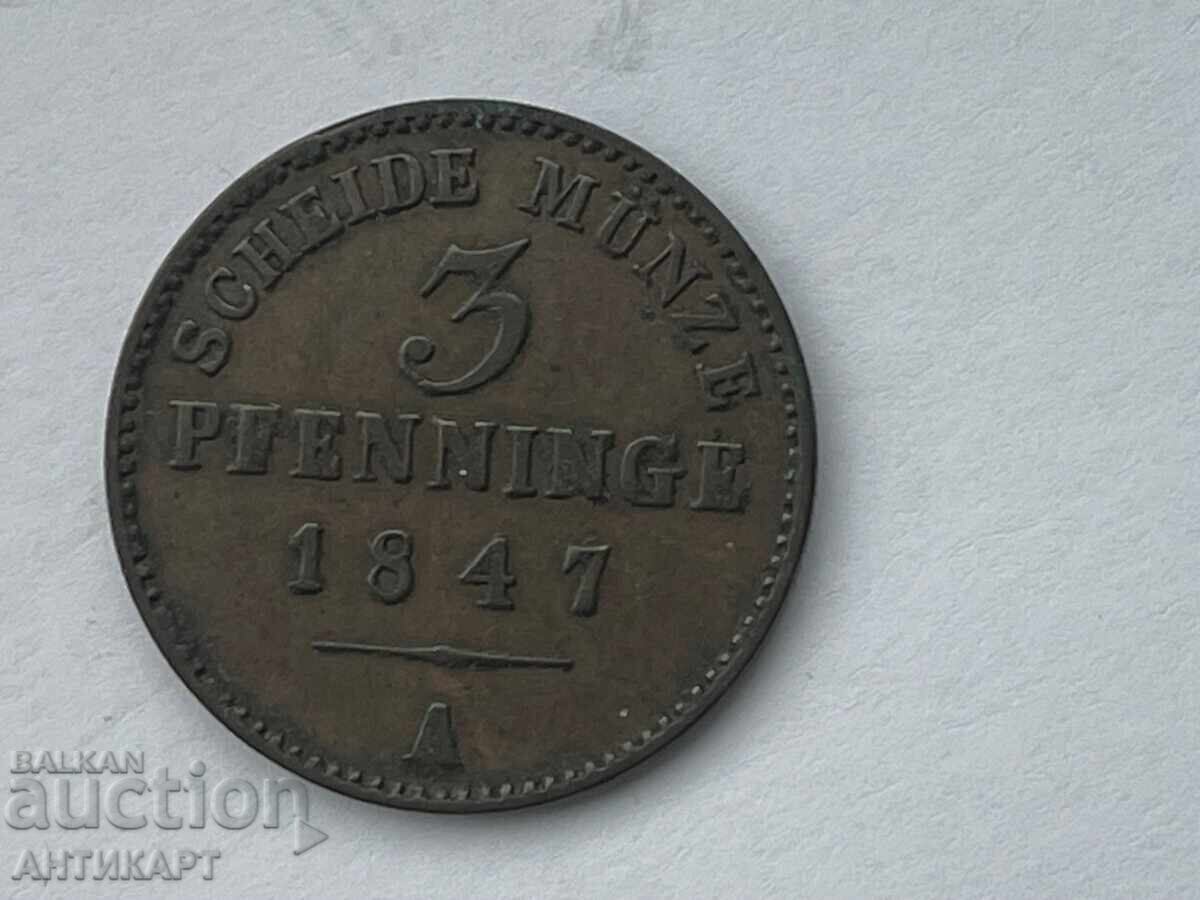 SCHEIDE MÜNZE
3
PFENNINGE
1847
A
BALKAN
auction
АНТИКАРТ